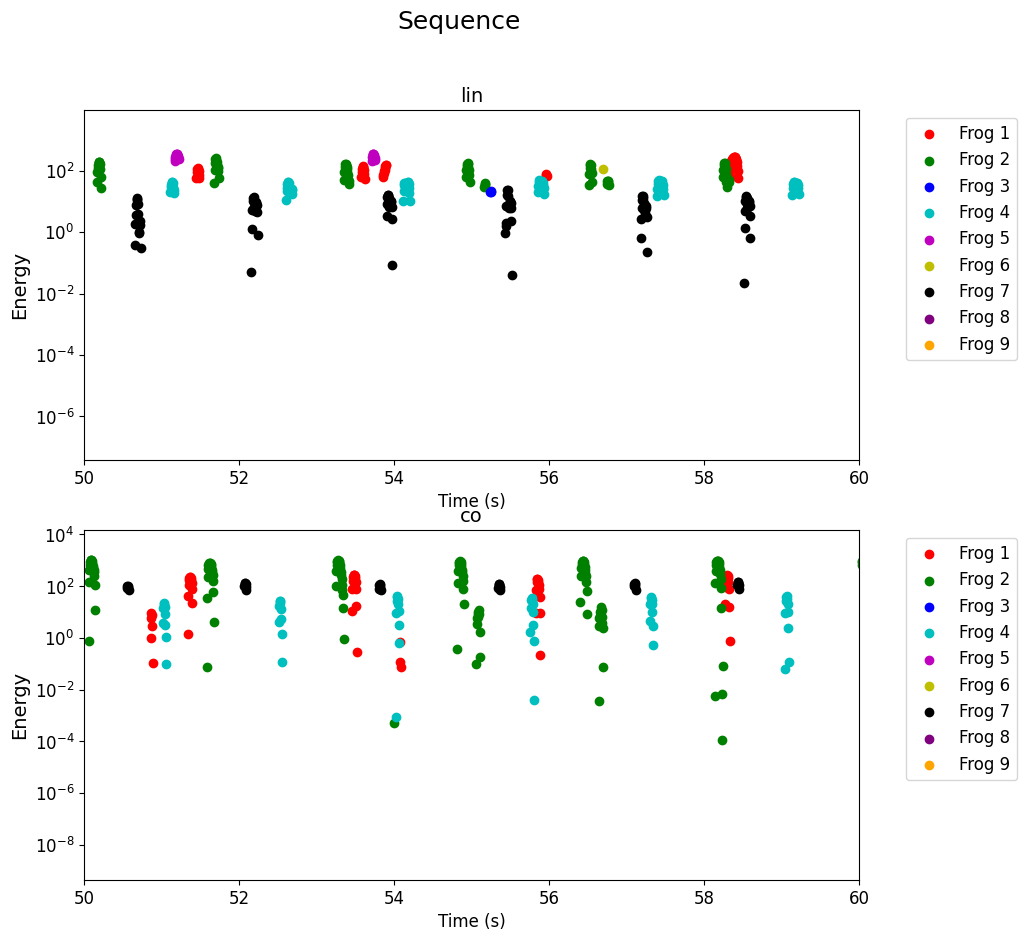 Sequence
lin
Energy
10^2
10^0
10^-2
10^-4
10^-6
50 52 54 56 58 60
Time (s)
Frog 1
Frog 2
Frog 3
Frog 4
Frog 5
Frog 6
Frog 7
Frog 8
Frog 9
co
Energy
10^4
10^2
10^0
10^-2
10^-4
10^-6
10^-8
50 52 54 56 58 60
Time (s)
Frog 1
Frog 2
Frog 3
Frog 4
Frog 5
Frog 6
Frog 7
Frog 8
Frog 9